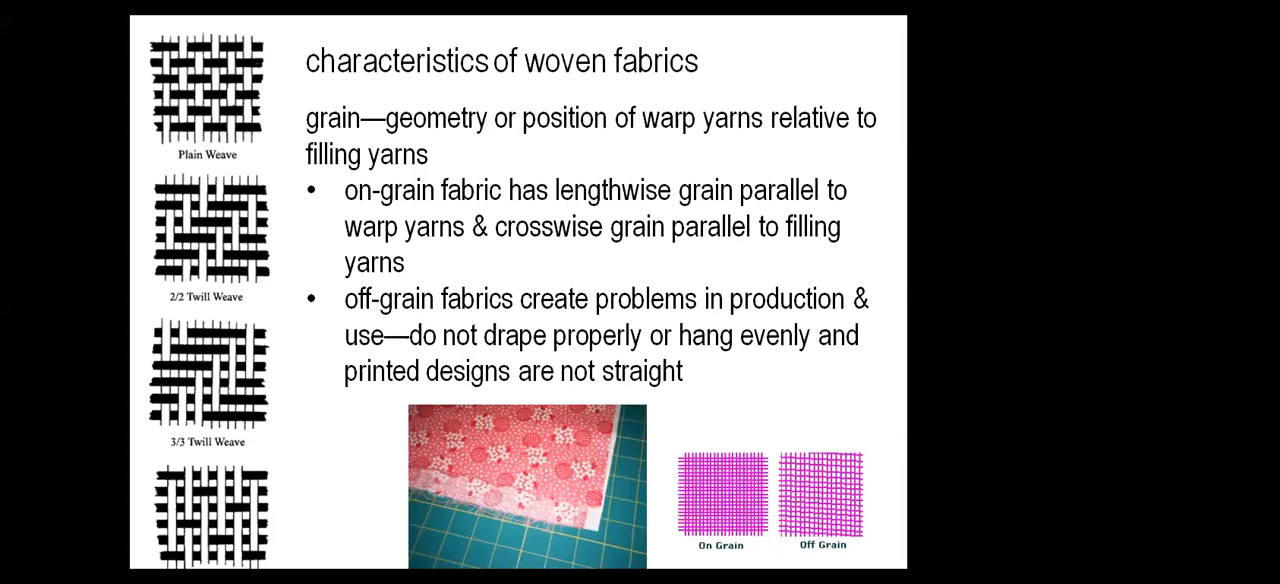 characteristics of woven fabrics
grain—geometry or position of warp yarns relative to
filling yarns
• on-grain fabric has lengthwise grain parallel to
warp yarns & crosswise grain parallel to filling
yarns
• off-grain fabrics create problems in production &
use—do not drape properly or hang evenly and
printed designs are not straight
Plain Weave
2/2 Twill Weave
3/3 Twill Weave
On Grain
Off Grain